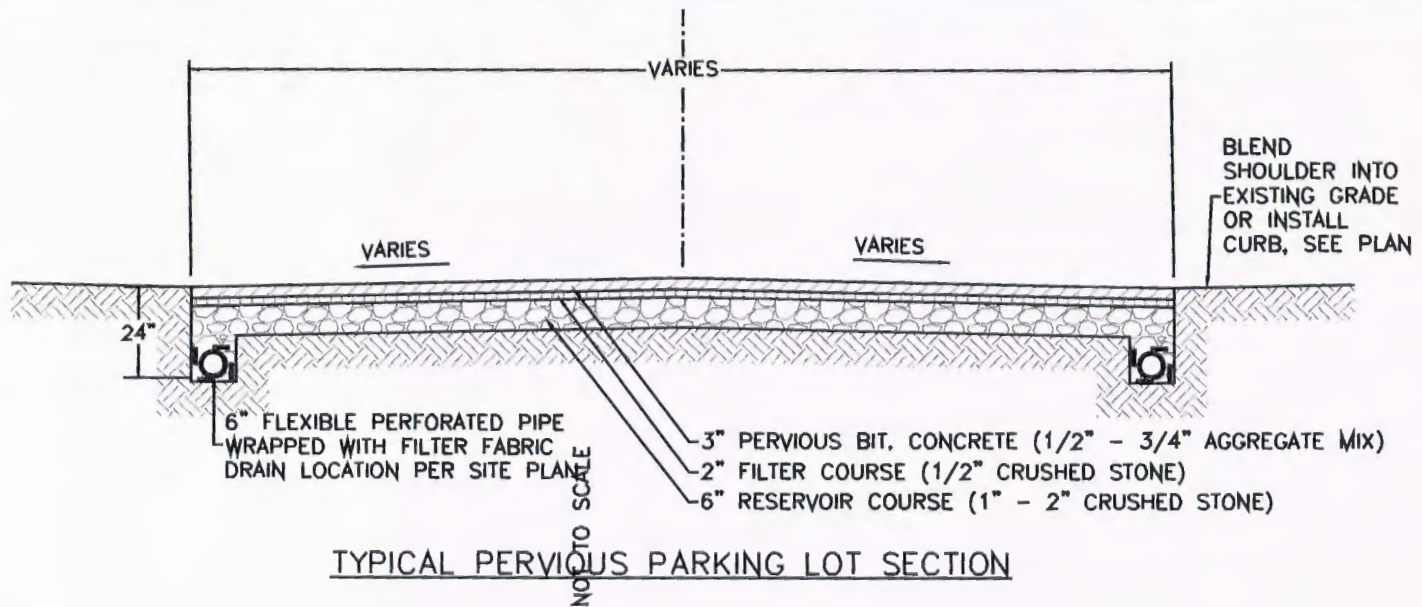 VARIES
BLEND
SHOULDER INTO
EXISTING GRADE
OR INSTALL
CURB, SEE PLAN
VARIES
VARIES
24"
6" FLEXIBLE PERFORATED PIPE
WRAPPED WITH FILTER FABRIC
DRAIN LOCATION PER SITE PLAN
3" PERVIOUS BIT. CONCRETE (1/2" - 3/4" AGGREGATE MIX)
2" FILTER COURSE (1/2" CRUSHED STONE)
6" RESERVOIR COURSE (1" - 2" CRUSHED STONE)
NOT TO SCALE
TYPICAL PERVIOUS PARKING LOT SECTION